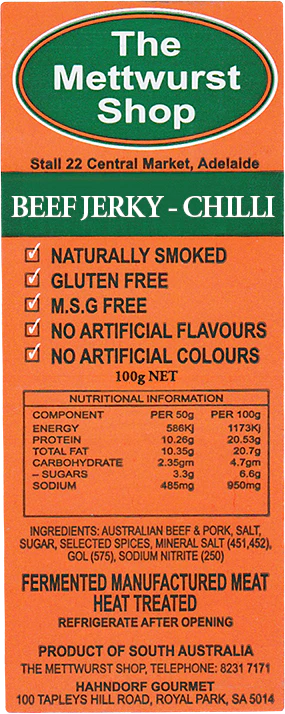 The
Mettwurst
Shop
Stall 22 Central Market, Adelaide
BEEF JERKY - CHILLI
NATURALLY SMOKED
GLUTEN FREE
M.S.G FREE
NO ARTIFICIAL FLAVOURS
NO ARTIFICIAL COLOURS
100g NET
NUTRITIONAL INFORMATION
COMPONENT PER 50g PER 100g
ENERGY 586Kj 1173Kj
PROTEIN 10.26g 20.53g
TOTAL FAT 10.35g 20.7g
CARBOHYDRATE 2.35gm 4.7gm
– SUGARS 3.3g 6.6g
SODIUM 485mg 950mg
INGREDIENTS: AUSTRALIAN BEEF & PORK, SALT,
SUGAR, SELECTED SPICES, MINERAL SALT (451,452),
GOL (575), SODIUM NITRITE (250)
FERMENTED MANUFACTURED MEAT
HEAT TREATED
REFRIGERATE AFTER OPENING
PRODUCT OF SOUTH AUSTRALIA
THE METTWURST SHOP, TELEPHONE: 8231 7171
HAHNDORF GOURMET
100 TAPLEYS HILL ROAD, ROYAL PARK, SA 5014